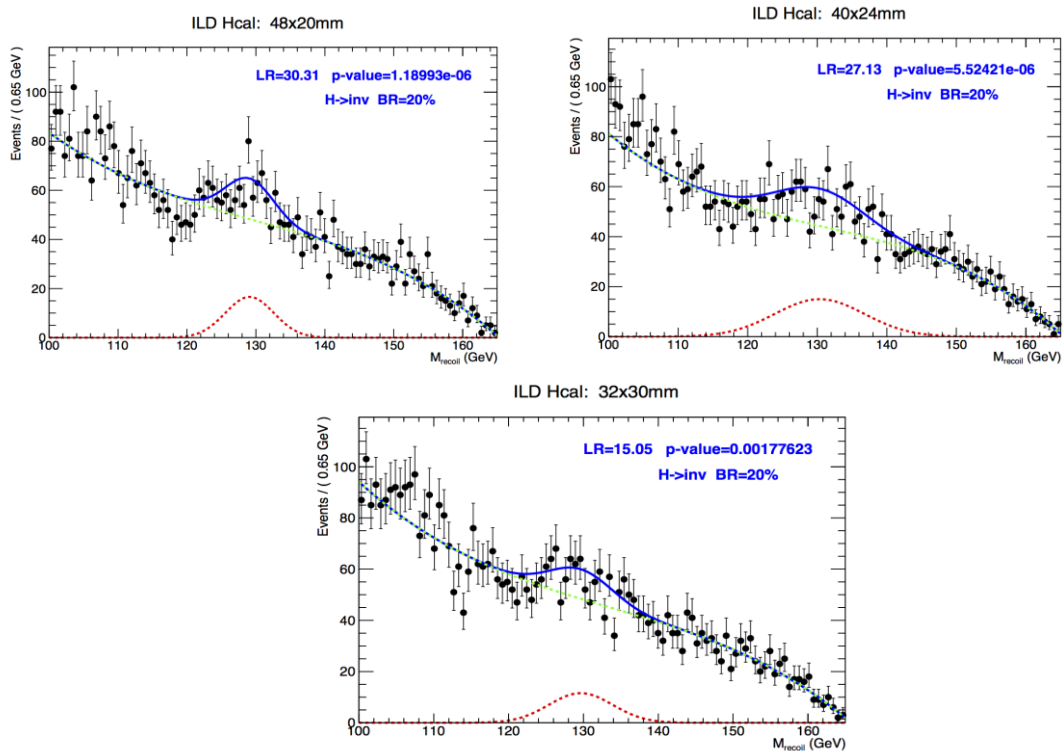 ILD Hcal: 48x20mm
LR=30.31 p-value=1.18993e-06
H->inv BR=20%
Events / ( 0.65 GeV )
100
80
60
40
20
0
100 110 120 130 140 150 160
M_recoil (GeV)
ILD Hcal: 40x24mm
LR=27.13 p-value=5.52421e-06
H->inv BR=20%
Events / ( 0.65 GeV )
100
80
60
40
20
0
100 110 120 130 140 150 160
M_recoil (GeV)
ILD Hcal: 32x30mm
LR=15.05 p-value=0.00177623
H->inv BR=20%
Events / ( 0.65 GeV )
100
80
60
40
20
0
100 110 120 130 140 150 160
M_recoil (GeV)